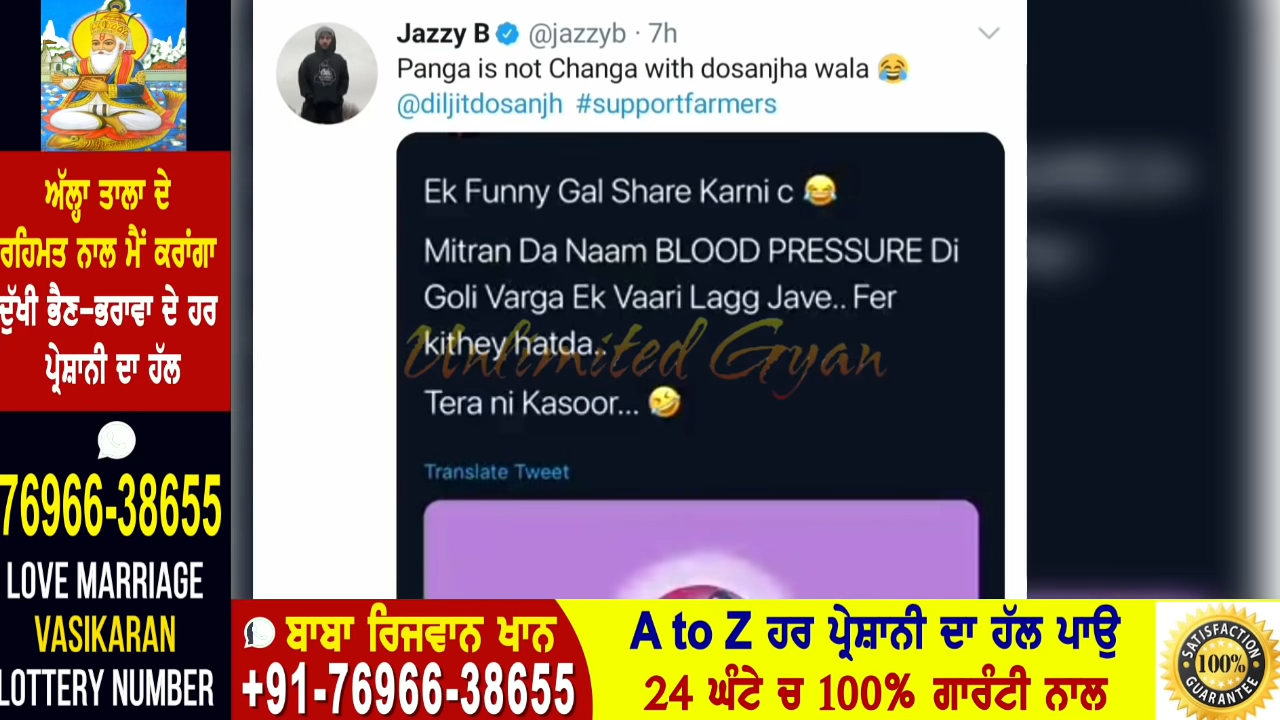 Jazzy B @jazzyb · 7h
Panga is not Changa with dosanjha wala 😂
@diljitdosanjh #supportfarmers
Ek Funny Gal Share Karni c 😂
Mitran Da Naam BLOOD PRESSURE Di
Goli Varga Ek Vaari Lagg Jave.. Fer
kithey hatda..
Tera ni Kasoor... 🤣
Translate Tweet
Unlimited Gyan
ਅੱਲ੍ਹਾ ਤਾਲਾ ਦੇ
ਰਹਿਮਤ ਨਾਲ ਮੈਂ ਕਰਾਂਗਾ
ਦੁੱਖੀ ਭੈਣ-ਭਰਾਵਾ ਦੇ ਹਰ
ਪ੍ਰੇਸ਼ਾਨੀ ਦਾ ਹੱਲ
76966-38655
LOVE MARRIAGE
VASIKARAN
LOTTERY NUMBER
ਬਾਬਾ ਰਿਜਵਾਨ ਖਾਨ
+91-76966-38655
A to Z ਹਰ ਪ੍ਰੇਸ਼ਾਨੀ ਦਾ ਹੱਲ ਪਾਉ
24 ਘੰਟੇ ਚ 100% ਗਾਰੰਟੀ ਨਾਲ
SATISFACTION
100%
GUARANTEE